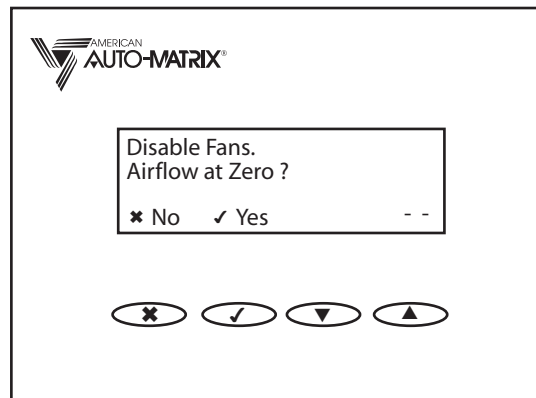 AMERICAN
AUTO-MATRIX®
Disable Fans.
Airflow at Zero ?
✖ No ✓ Yes - -
✖ ✓ ▼ ▲